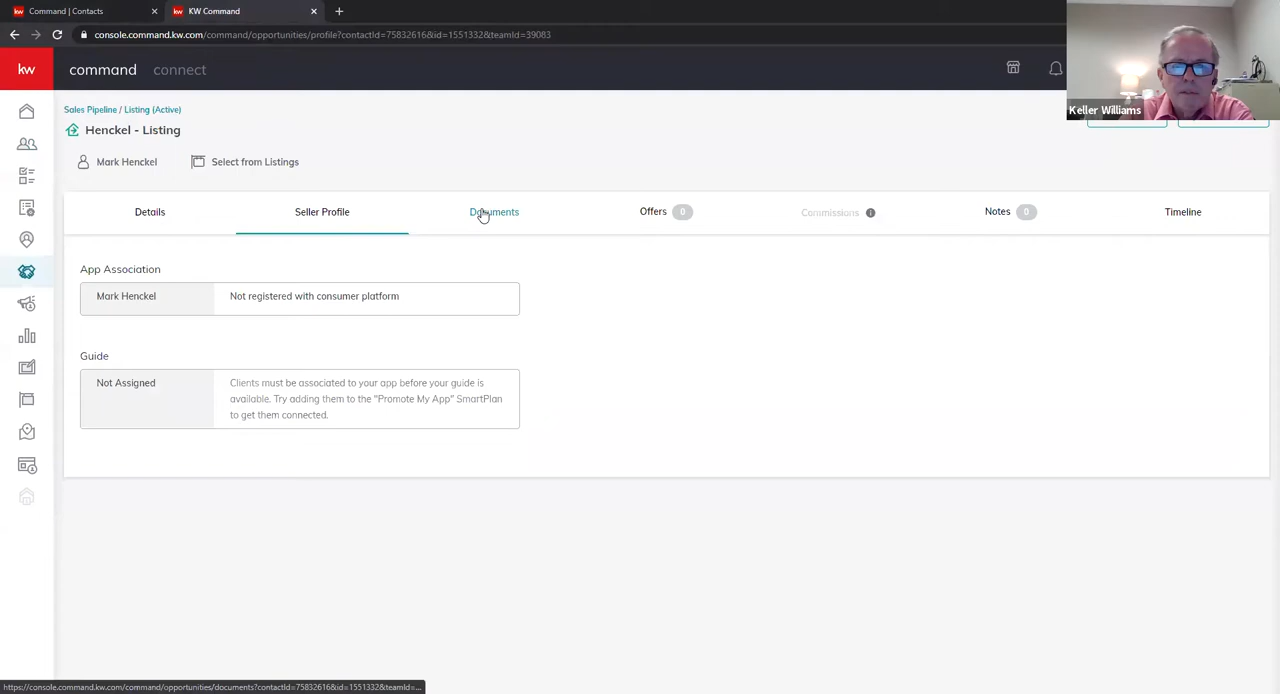 Command | Contacts
KW Command
console.command.kw.com/command/opportunities/profile?contactId=75832616&id=1551332&teamId=39083
kw
command
connect
Keller Williams
Sales Pipeline / Listing (Active)
Henckel - Listing
Mark Henckel
Select from Listings
Details
Seller Profile
Documents
Offers 0
Commissions
Notes 0
Timeline
App Association
Mark Henckel
Not registered with consumer platform
Guide
Not Assigned
Clients must be associated to your app before your guide is
available. Try adding them to the "Promote My App" SmartPlan
to get them connected.
https://console.command.kw.com/command/opportunities/documents?contactId=75832616&id=1551332&teamId=...